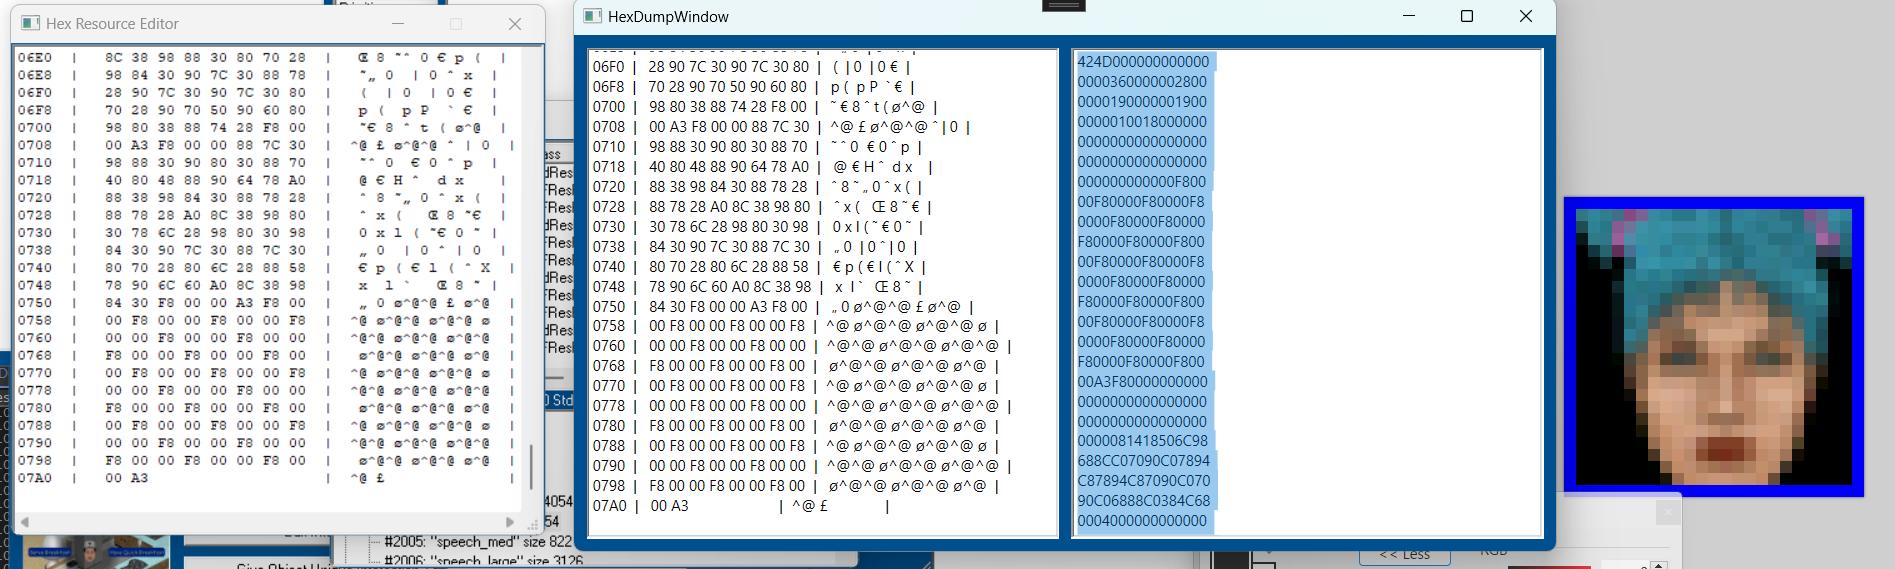 Hex Resource Editor
06E0 | 8C 38 98 88 30 80 70 28 | Œ 8 ˜ ˆ 0 € p ( |
06E8 | 98 84 30 90 7C 30 88 78 | ˜ „ 0 | 0 ˆ x |
06F0 | 28 90 7C 30 90 7C 30 80 | ( | 0 | 0 € |
06F8 | 70 28 90 70 50 90 60 80 | p ( p P ` € |
0700 | 98 80 38 88 74 28 F8 00 | ˜ € 8 ˆ t ( ø ^@ |
0708 | 00 A3 F8 00 00 88 7C 30 | ^@ £ ø ^@ ^@ ˆ | 0 |
0710 | 98 88 30 90 80 30 88 70 | ˜ ˆ 0 € 0 ˆ p |
0718 | 40 80 48 88 90 64 78 A0 | @ € H ˆ d x |
0720 | 88 38 98 84 30 88 78 28 | ˆ 8 ˜ „ 0 ˆ x ( |
0728 | 88 78 28 A0 8C 38 98 80 | ˆ x ( Œ 8 ˜ € |
0730 | 30 78 6C 28 98 80 30 98 | 0 x l ( ˜ € 0 ˜ |
0738 | 84 30 90 7C 30 88 7C 30 | „ 0 | 0 ˆ | 0 |
0740 | 80 70 28 80 6C 28 88 58 | € p ( € l ( ˆ X |
0748 | 78 90 6C 60 A0 8C 38 98 | x l ` Œ 8 ˜ |
0750 | 84 30 F8 00 00 A3 F8 00 | „ 0 ø ^@ ^@ £ ø ^@ |
0758 | 00 F8 00 00 F8 00 00 F8 | ^@ ø ^@ ^@ ø ^@ ^@ ø |
0760 | 00 00 F8 00 00 F8 00 00 | ^@ ^@ ø ^@ ^@ ø ^@ ^@ |
0768 | F8 00 00 F8 00 00 F8 00 | ø ^@ ^@ ø ^@ ^@ ø ^@ |
0770 | 00 F8 00 00 F8 00 00 F8 | ^@ ø ^@ ^@ ø ^@ ^@ ø |
0778 | 00 00 F8 00 00 F8 00 00 | ^@ ^@ ø ^@ ^@ ø ^@ ^@ |
0780 | F8 00 00 F8 00 00 F8 00 | ø ^@ ^@ ø ^@ ^@ ø ^@ |
0788 | 00 F8 00 00 F8 00 00 F8 | ^@ ø ^@ ^@ ø ^@ ^@ ø |
0790 | 00 00 F8 00 00 F8 00 00 | ^@ ^@ ø ^@ ^@ ø ^@ ^@ |
0798 | F8 00 00 F8 00 00 F8 00 | ø ^@ ^@ ø ^@ ^@ ø ^@ |
07A0 | 00 A3 | ^@ £ |
HexDumpWindow
06F0 | 28 90 7C 30 90 7C 30 80 | ( | 0 | 0 € |
06F8 | 70 28 90 70 50 90 60 80 | p ( p P ` € |
0700 | 98 80 38 88 74 28 F8 00 | ˜ € 8 ˆ t ( ø ^@ |
0708 | 00 A3 F8 00 00 88 7C 30 | ^@ £ ø ^@ ^@ ˆ | 0 |
0710 | 98 88 30 90 80 30 88 70 | ˜ ˆ 0 € 0 ˆ p |
0718 | 40 80 48 88 90 64 78 A0 | @ € H ˆ d x |
0720 | 88 38 98 84 30 88 78 28 | ˆ 8 ˜ „ 0 ˆ x ( |
0728 | 88 78 28 A0 8C 38 98 80 | ˆ x ( Œ 8 ˜ € |
0730 | 30 78 6C 28 98 80 30 98 | 0 x l ( ˜ € 0 ˜ |
0738 | 84 30 90 7C 30 88 7C 30 | „ 0 | 0 ˆ | 0 |
0740 | 80 70 28 80 6C 28 88 58 | € p ( € l ( ˆ X |
0748 | 78 90 6C 60 A0 8C 38 98 | x l ` Œ 8 ˜ |
0750 | 84 30 F8 00 00 A3 F8 00 | „ 0 ø ^@ ^@ £ ø ^@ |
0758 | 00 F8 00 00 F8 00 00 F8 | ^@ ø ^@ ^@ ø ^@ ^@ ø |
0760 | 00 00 F8 00 00 F8 00 00 | ^@ ^@ ø ^@ ^@ ø ^@ ^@ |
0768 | F8 00 00 F8 00 00 F8 00 | ø ^@ ^@ ø ^@ ^@ ø ^@ |
0770 | 00 F8 00 00 F8 00 00 F8 | ^@ ø ^@ ^@ ø ^@ ^@ ø |
0778 | 00 00 F8 00 00 F8 00 00 | ^@ ^@ ø ^@ ^@ ø ^@ ^@ |
0780 | F8 00 00 F8 00 00 F8 00 | ø ^@ ^@ ø ^@ ^@ ø ^@ |
0788 | 00 F8 00 00 F8 00 00 F8 | ^@ ø ^@ ^@ ø ^@ ^@ ø |
0790 | 00 00 F8 00 00 F8 00 00 | ^@ ^@ ø ^@ ^@ ø ^@ ^@ |
0798 | F8 00 00 F8 00 00 F8 00 | ø ^@ ^@ ø ^@ ^@ ø ^@ |
07A0 | 00 A3 | ^@ £ |
424D000000000000
0000360000002800
0000190000001900
0000010018000000
0000000000000000
0000000000000000
000000000000F800
00F80000F80000F8
0000F80000F80000
F80000F80000F800
00F80000F80000F8
0000F80000F80000
F80000F80000F800
00F80000F80000F8
0000F80000F80000
F80000F80000F800
00A3F80000000000
0000000000000000
0000000000000000
0000081418506C98
688CC07090C07894
C87894C87090C070
90C06888C0384C68
0004000000000000
#2005: "speech_med" size 822
#2006: "speech_large" size 3126
<< Less
RGB